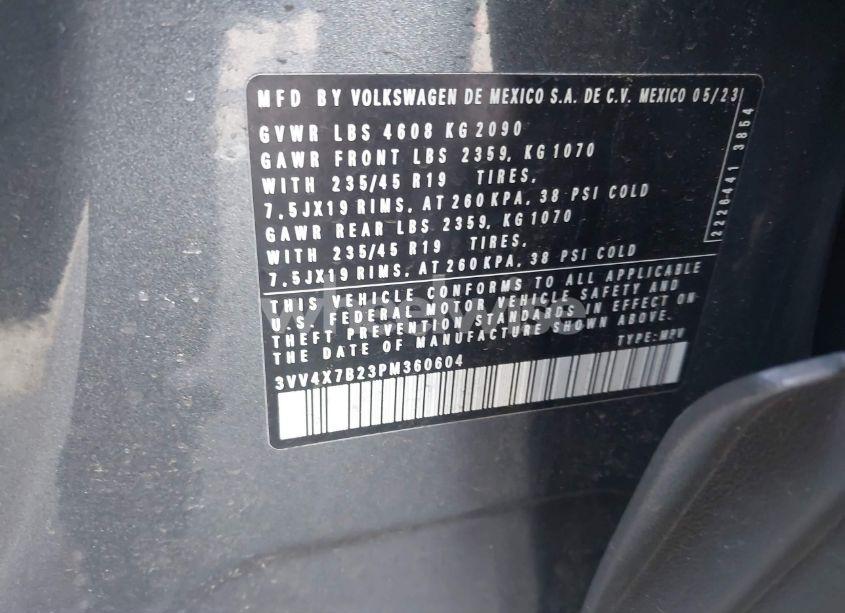 MFD BY VOLKSWAGEN DE MEXICO S.A. DE C.V. MEXICO 05/23
GVWR LBS 4608 KG 2090
GAWR FRONT LBS 2359, KG 1070
WITH 235/45 R19 TIRES,
7.5JX19 RIMS, AT 260 KPA, 38 PSI COLD
GAWR REAR LBS 2359, KG 1070
WITH 235/45 R19 TIRES,
7.5JX19 RIMS, AT 260 KPA, 38 PSI COLD
2226441 3854
THIS VEHICLE CONFORMS TO ALL APPLICABLE
U.S. FEDERAL MOTOR VEHICLE SAFETY AND
THEFT PREVENTION STANDARDS IN EFFECT ON
THE DATE OF MANUFACTURE SHOWN ABOVE.
TYPE: MPV
3VV4X7B23PM360604